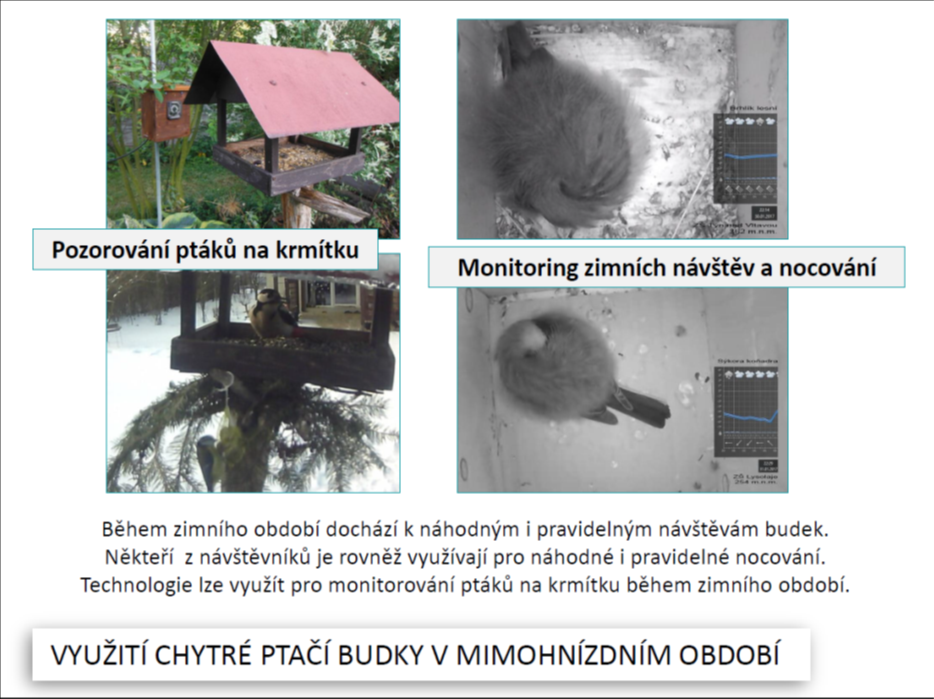 Pozorování ptáků na krmítku
Monitoring zimních návštěv a nocování
Během zimního období dochází k náhodným i pravidelným návštěvám budek.
Někteří z návštěvníků je rovněž využívají pro náhodné i pravidelné nocování.
Technologie lze využít pro monitorování ptáků na krmítku během zimního období.
VYUŽITÍ CHYTRÉ PTAČÍ BUDKY V MIMOHNÍZDNÍM OBDOBÍ